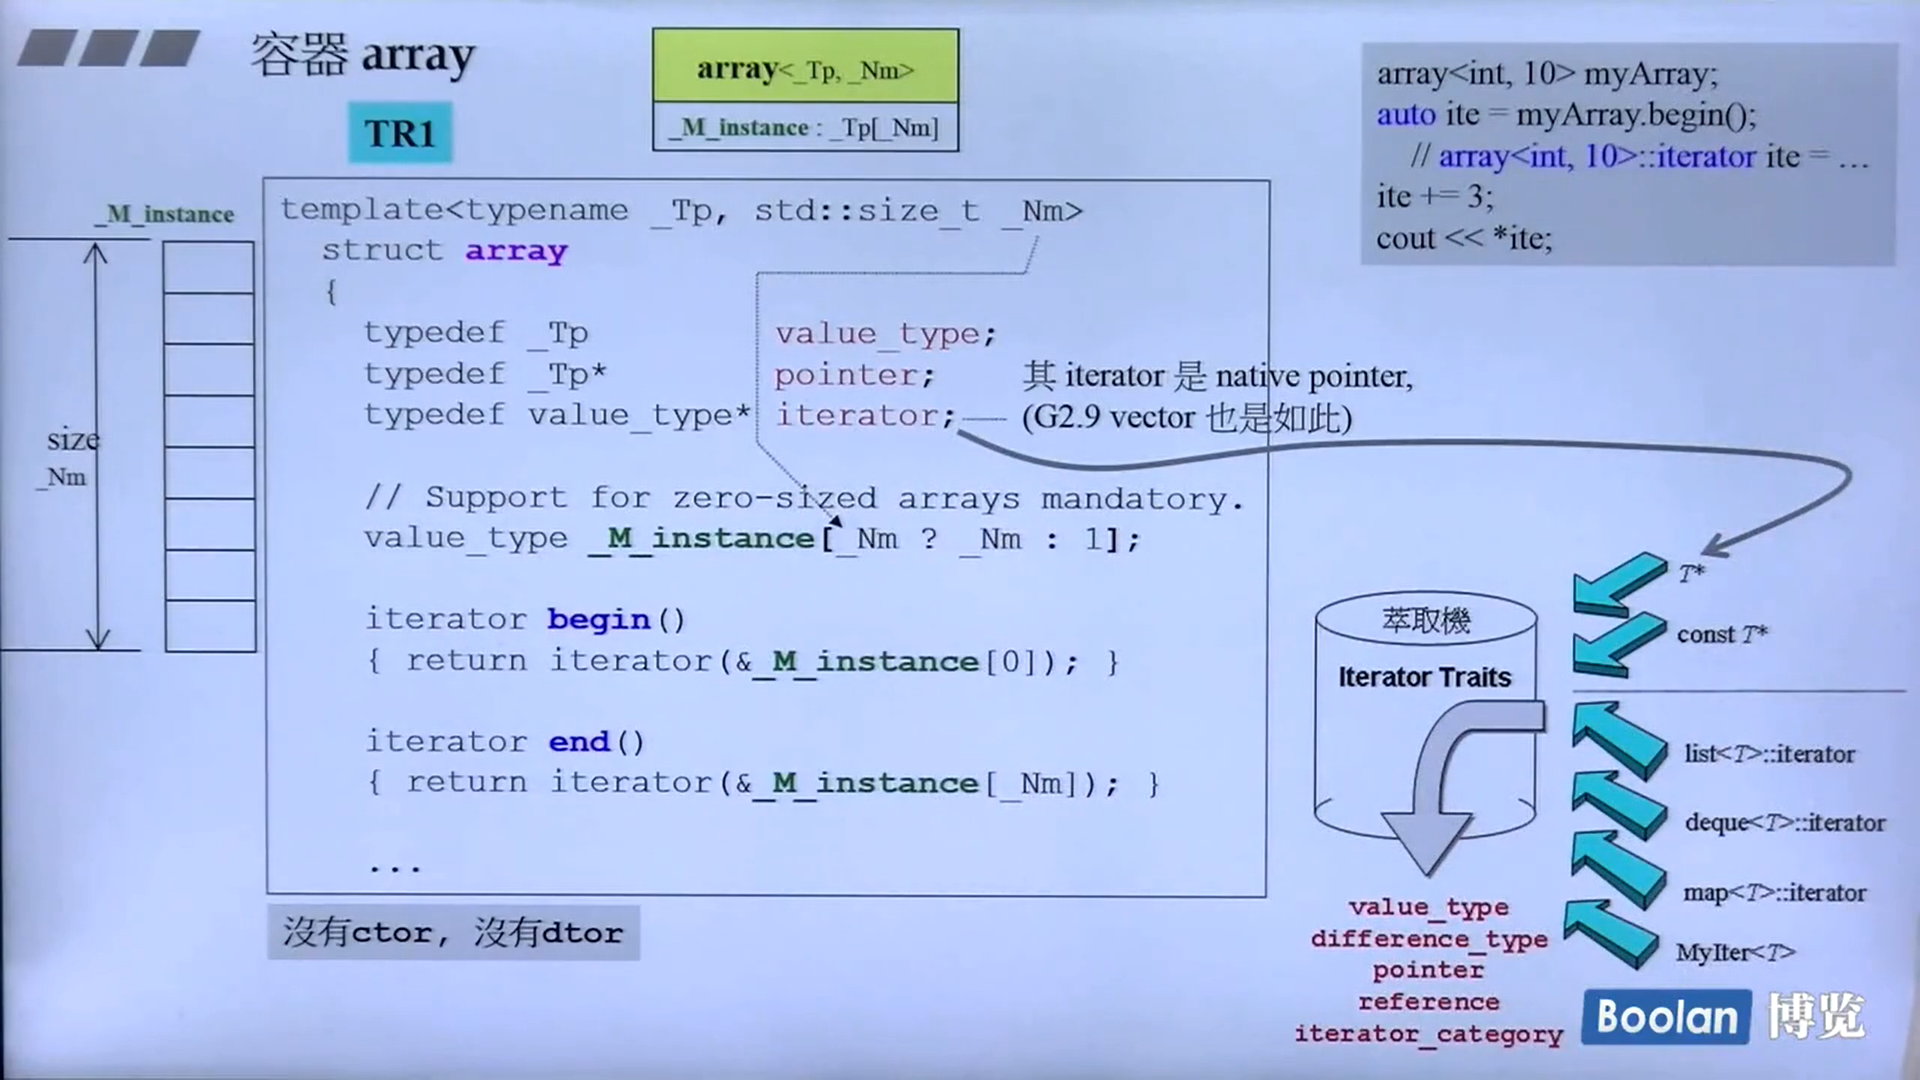 容器 array
TR1
array<_Tp, _Nm>
_M_instance : _Tp[_Nm]
array<int, 10> myArray;
auto ite = myArray.begin();
// array<int, 10>::iterator ite = …
ite += 3;
cout << *ite;
_M_instance
size
_Nm
template<typename _Tp, std::size_t _Nm>
struct array
{
typedef _Tp value_type;
typedef _Tp* pointer;
typedef value_type* iterator;
其 iterator 是 native pointer,
(G2.9 vector 也是如此)
// Support for zero-sized arrays mandatory.
value_type _M_instance[_Nm ? _Nm : 1];
iterator begin()
{ return iterator(&_M_instance[0]); }
iterator end()
{ return iterator(&_M_instance[_Nm]); }
...
沒有ctor, 沒有dtor
萃取機
Iterator Traits
T*
const T*
list<T>::iterator
deque<T>::iterator
map<T>::iterator
MyIter<T>
value_type
difference_type
pointer
reference
iterator_category
Boolan 博览